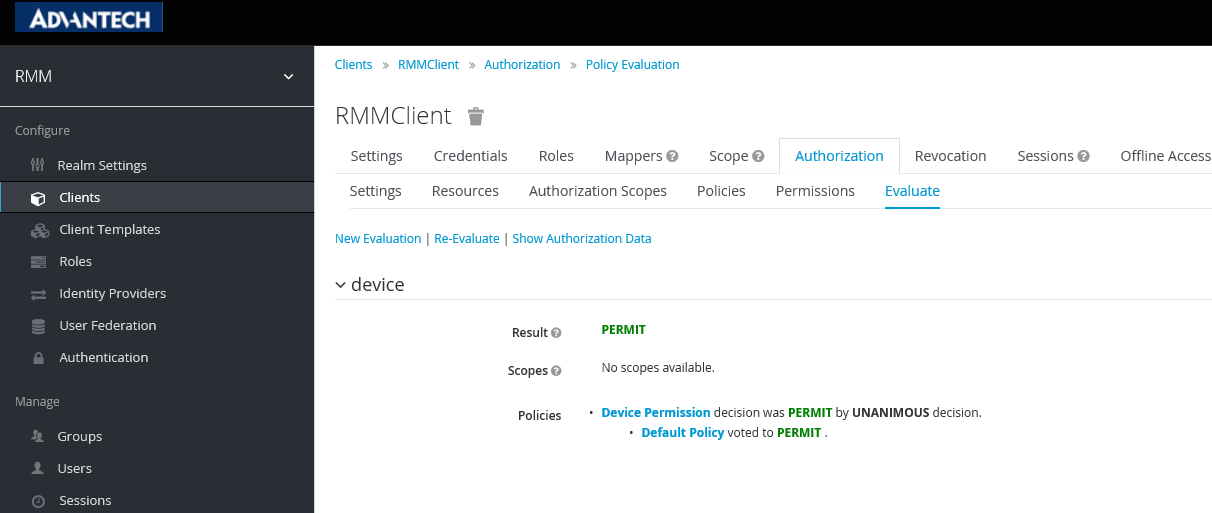 ADVANTECH
RMM
Configure
Realm Settings
Clients
Client Templates
Roles
Identity Providers
User Federation
Authentication
Manage
Groups
Users
Sessions
Clients » RMMClient » Authorization » Policy Evaluation
RMMClient
Settings Credentials Roles Mappers ? Scope ? Authorization Revocation Sessions ? Offline Access
Settings Resources Authorization Scopes Policies Permissions Evaluate
New Evaluation | Re-Evaluate | Show Authorization Data
device
Result ? PERMIT
Scopes ? No scopes available.
Policies • Device Permission decision was PERMIT by UNANIMOUS decision.
• Default Policy voted to PERMIT .